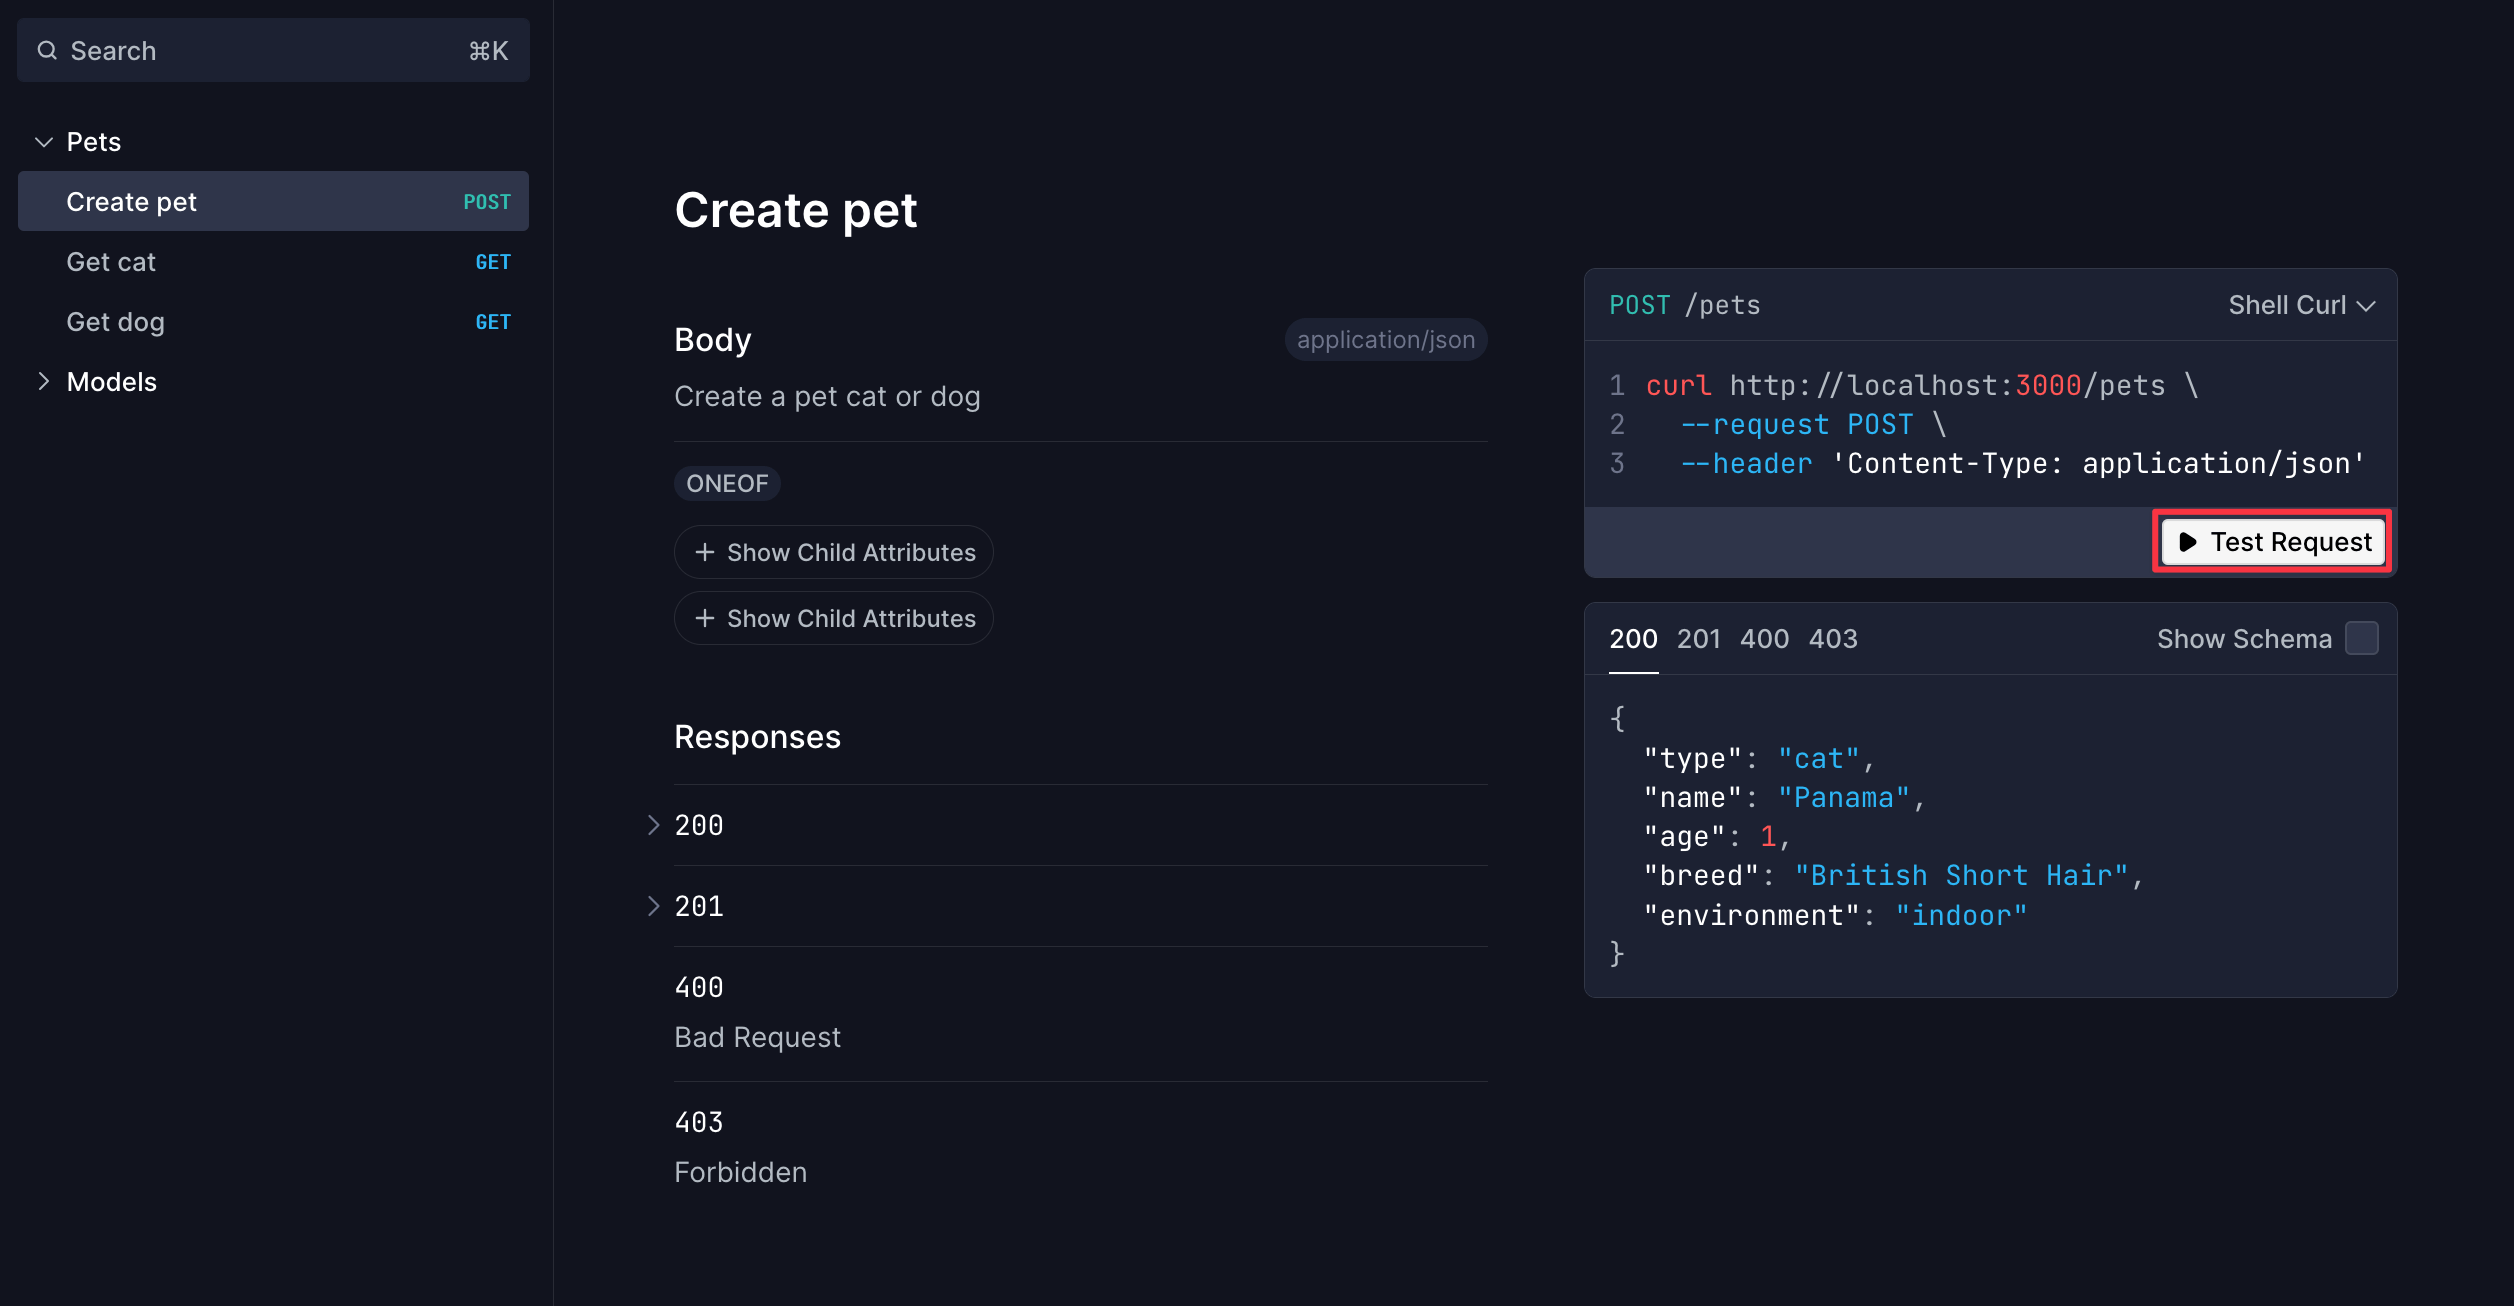 Search ⌘K
Pets
Create pet POST
Get cat GET
Get dog GET
Models
Create pet
Body application/json
Create a pet cat or dog
ONEOF
+ Show Child Attributes
+ Show Child Attributes
Responses
200
201
400
Bad Request
403
Forbidden
POST /pets Shell Curl
1 curl http://localhost:3000/pets \
2   --request POST \
3   --header 'Content-Type: application/json'
Test Request
200 201 400 403 Show Schema
{
  "type": "cat",
  "name": "Panama",
  "age": 1,
  "breed": "British Short Hair",
  "environment": "indoor"
}